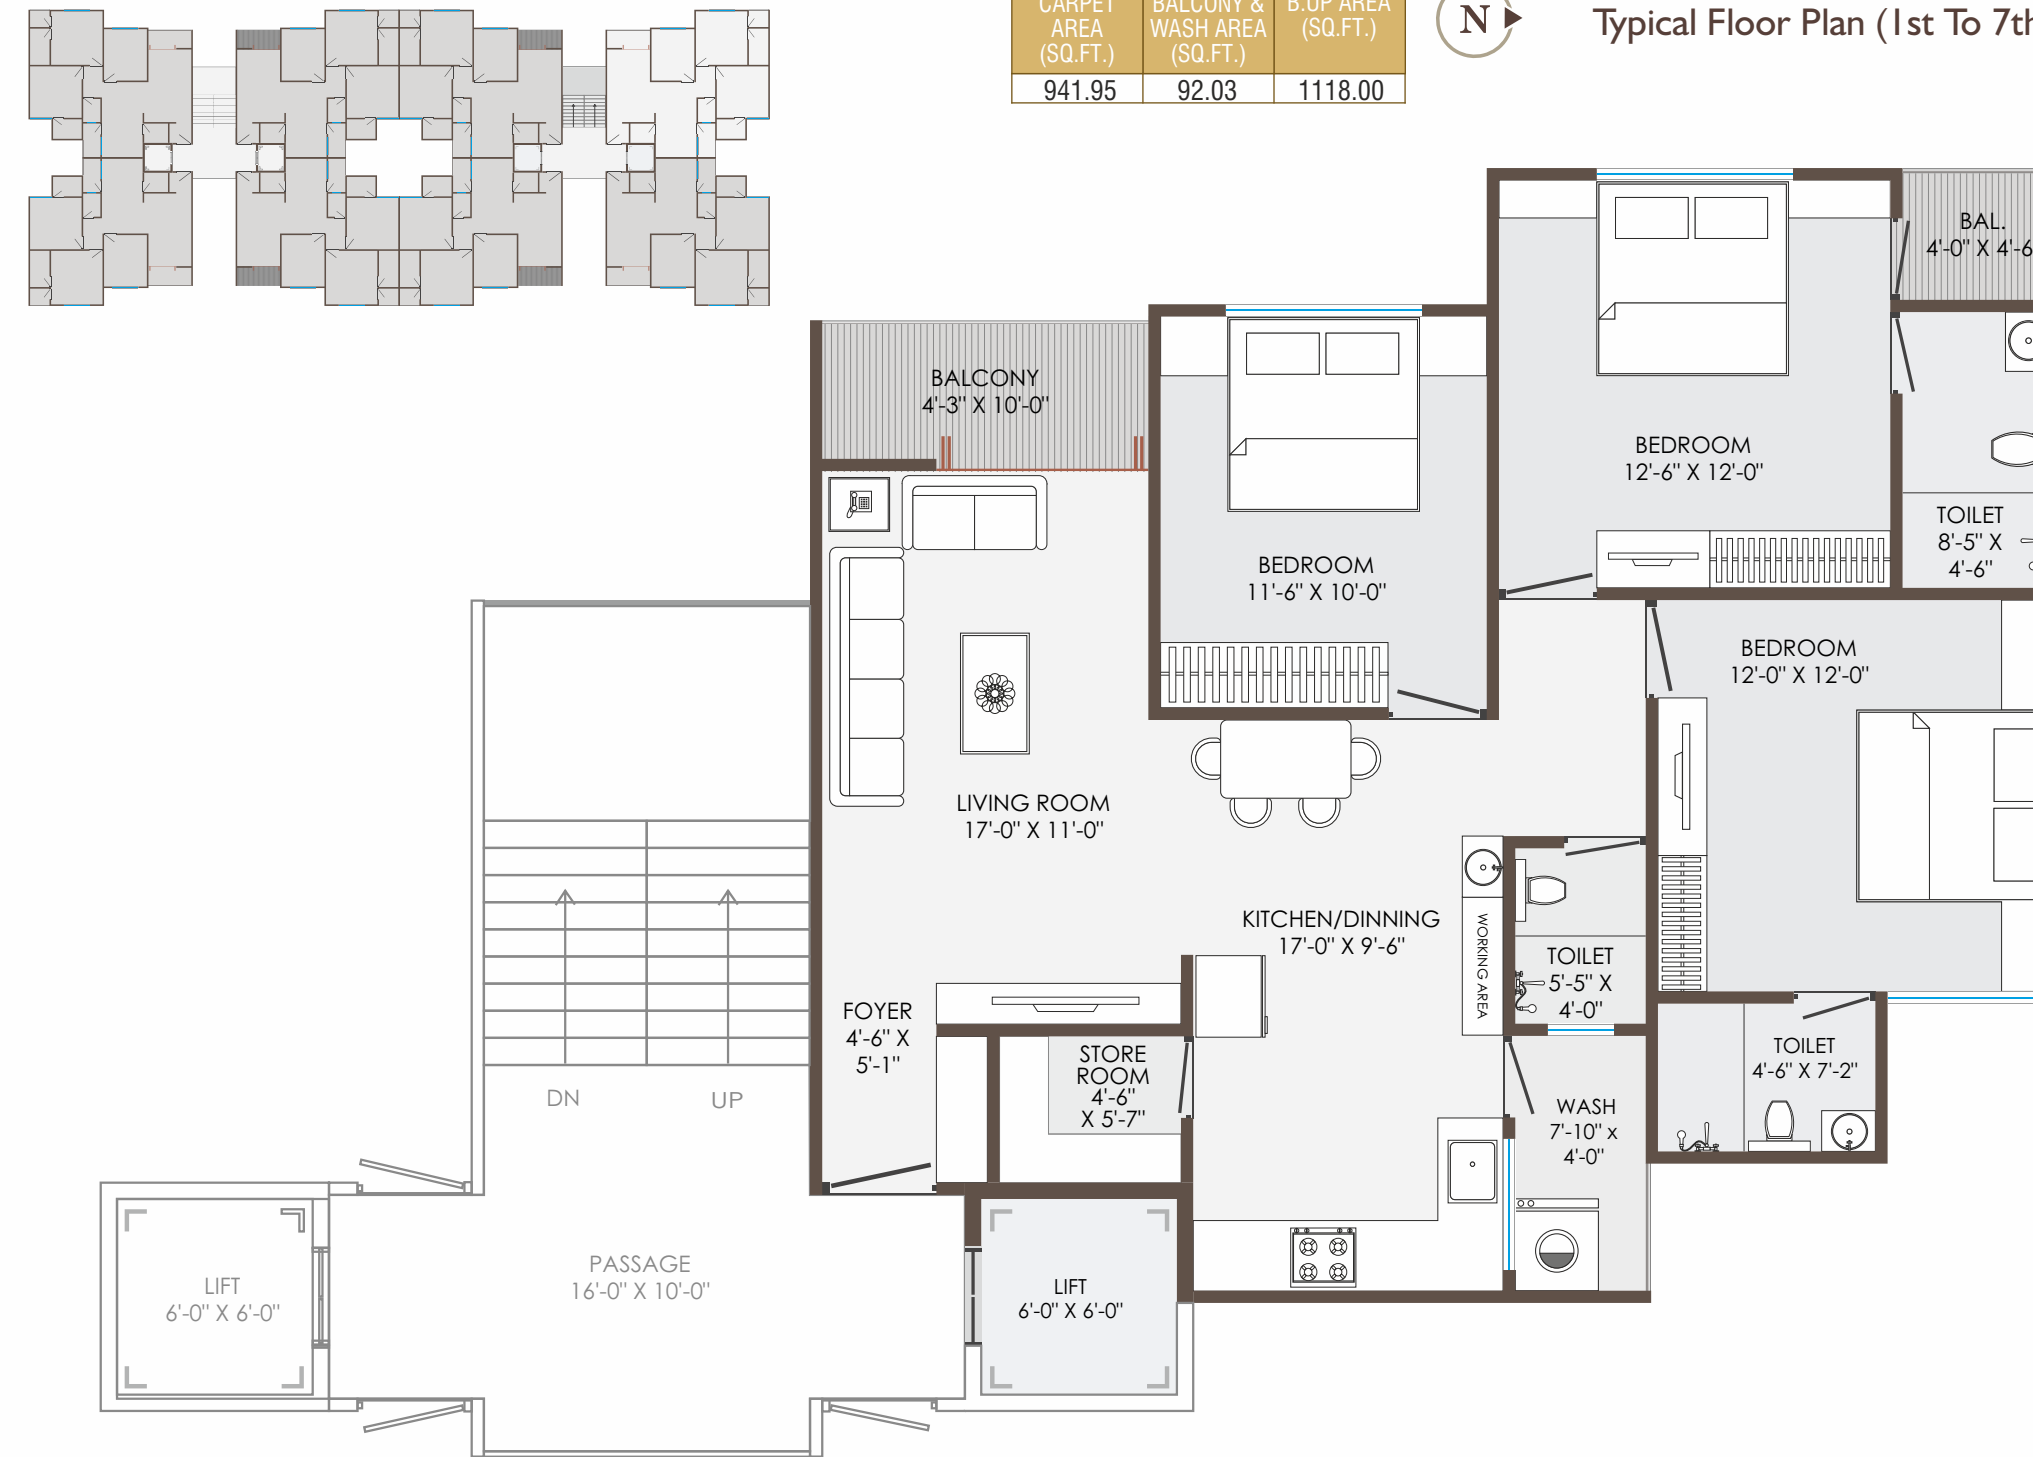 CARPET
AREA
(SQ.FT.)
BALCONY &
WASH AREA
(SQ.FT.)
B.UP AREA
(SQ.FT.)
941.95 92.03 1118.00
N
Typical Floor Plan (1st To 7th
BAL.
4'-0" X 4'-6
BALCONY
4'-3" X 10'-0"
BEDROOM
12'-6" X 12'-0"
TOILET
8'-5" X
4'-6"
BEDROOM
11'-6" X 10'-0"
BEDROOM
12'-0" X 12'-0"
LIVING ROOM
17'-0" X 11'-0"
KITCHEN/DINNING
17'-0" X 9'-6"
WORKING AREA
TOILET
5'-5" X
4'-0"
FOYER
4'-6" X
5'-1"
STORE
ROOM
4'-6"
X 5'-7"
TOILET
4'-6" X 7'-2"
WASH
7'-10" x
4'-0"
DN
UP
PASSAGE
16'-0" X 10'-0"
LIFT
6'-0" X 6'-0"
LIFT
6'-0" X 6'-0"